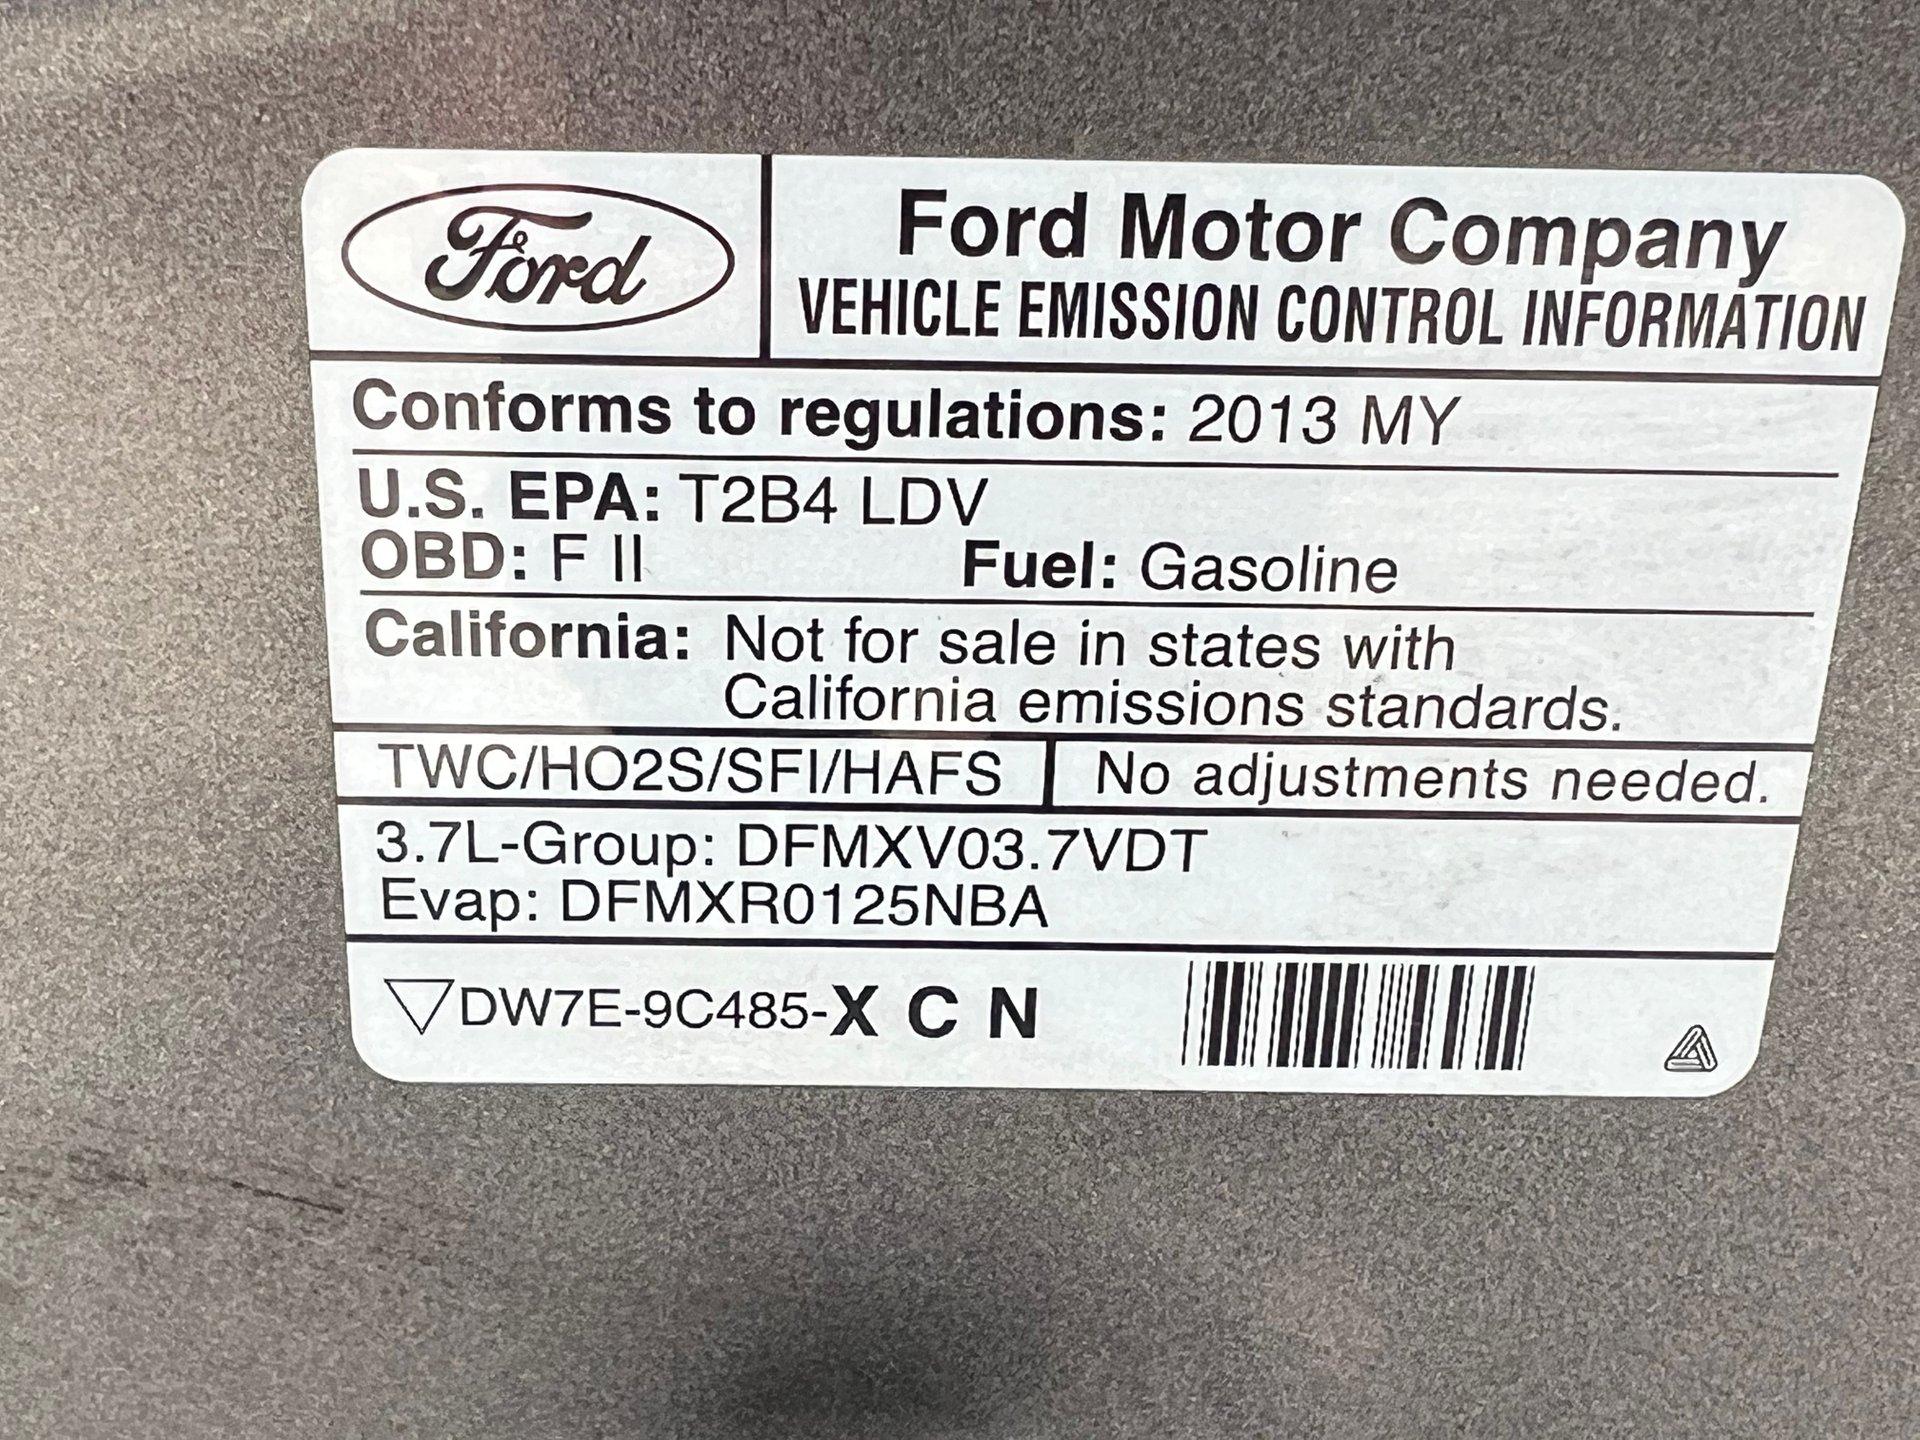 Ford
Ford Motor Company
VEHICLE EMISSION CONTROL INFORMATION
Conforms to regulations: 2013 MY
U.S. EPA: T2B4 LDV
OBD: F II Fuel: Gasoline
California: Not for sale in states with
California emissions standards.
TWC/HO2S/SFI/HAFS No adjustments needed.
3.7L-Group: DFMXV03.7VDT
Evap: DFMXR0125NBA
DW7E-9C485-X C N